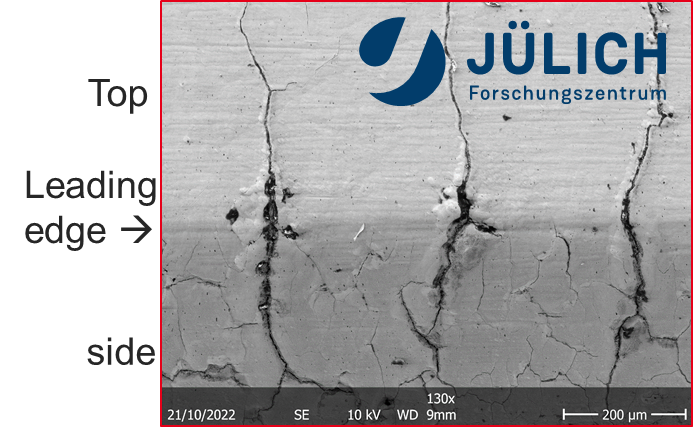 JÜLICH
Forschungszentrum
Top
Leading
edge →
side
130x
21/10/2022 SE 10 kV WD 9mm 200 µm